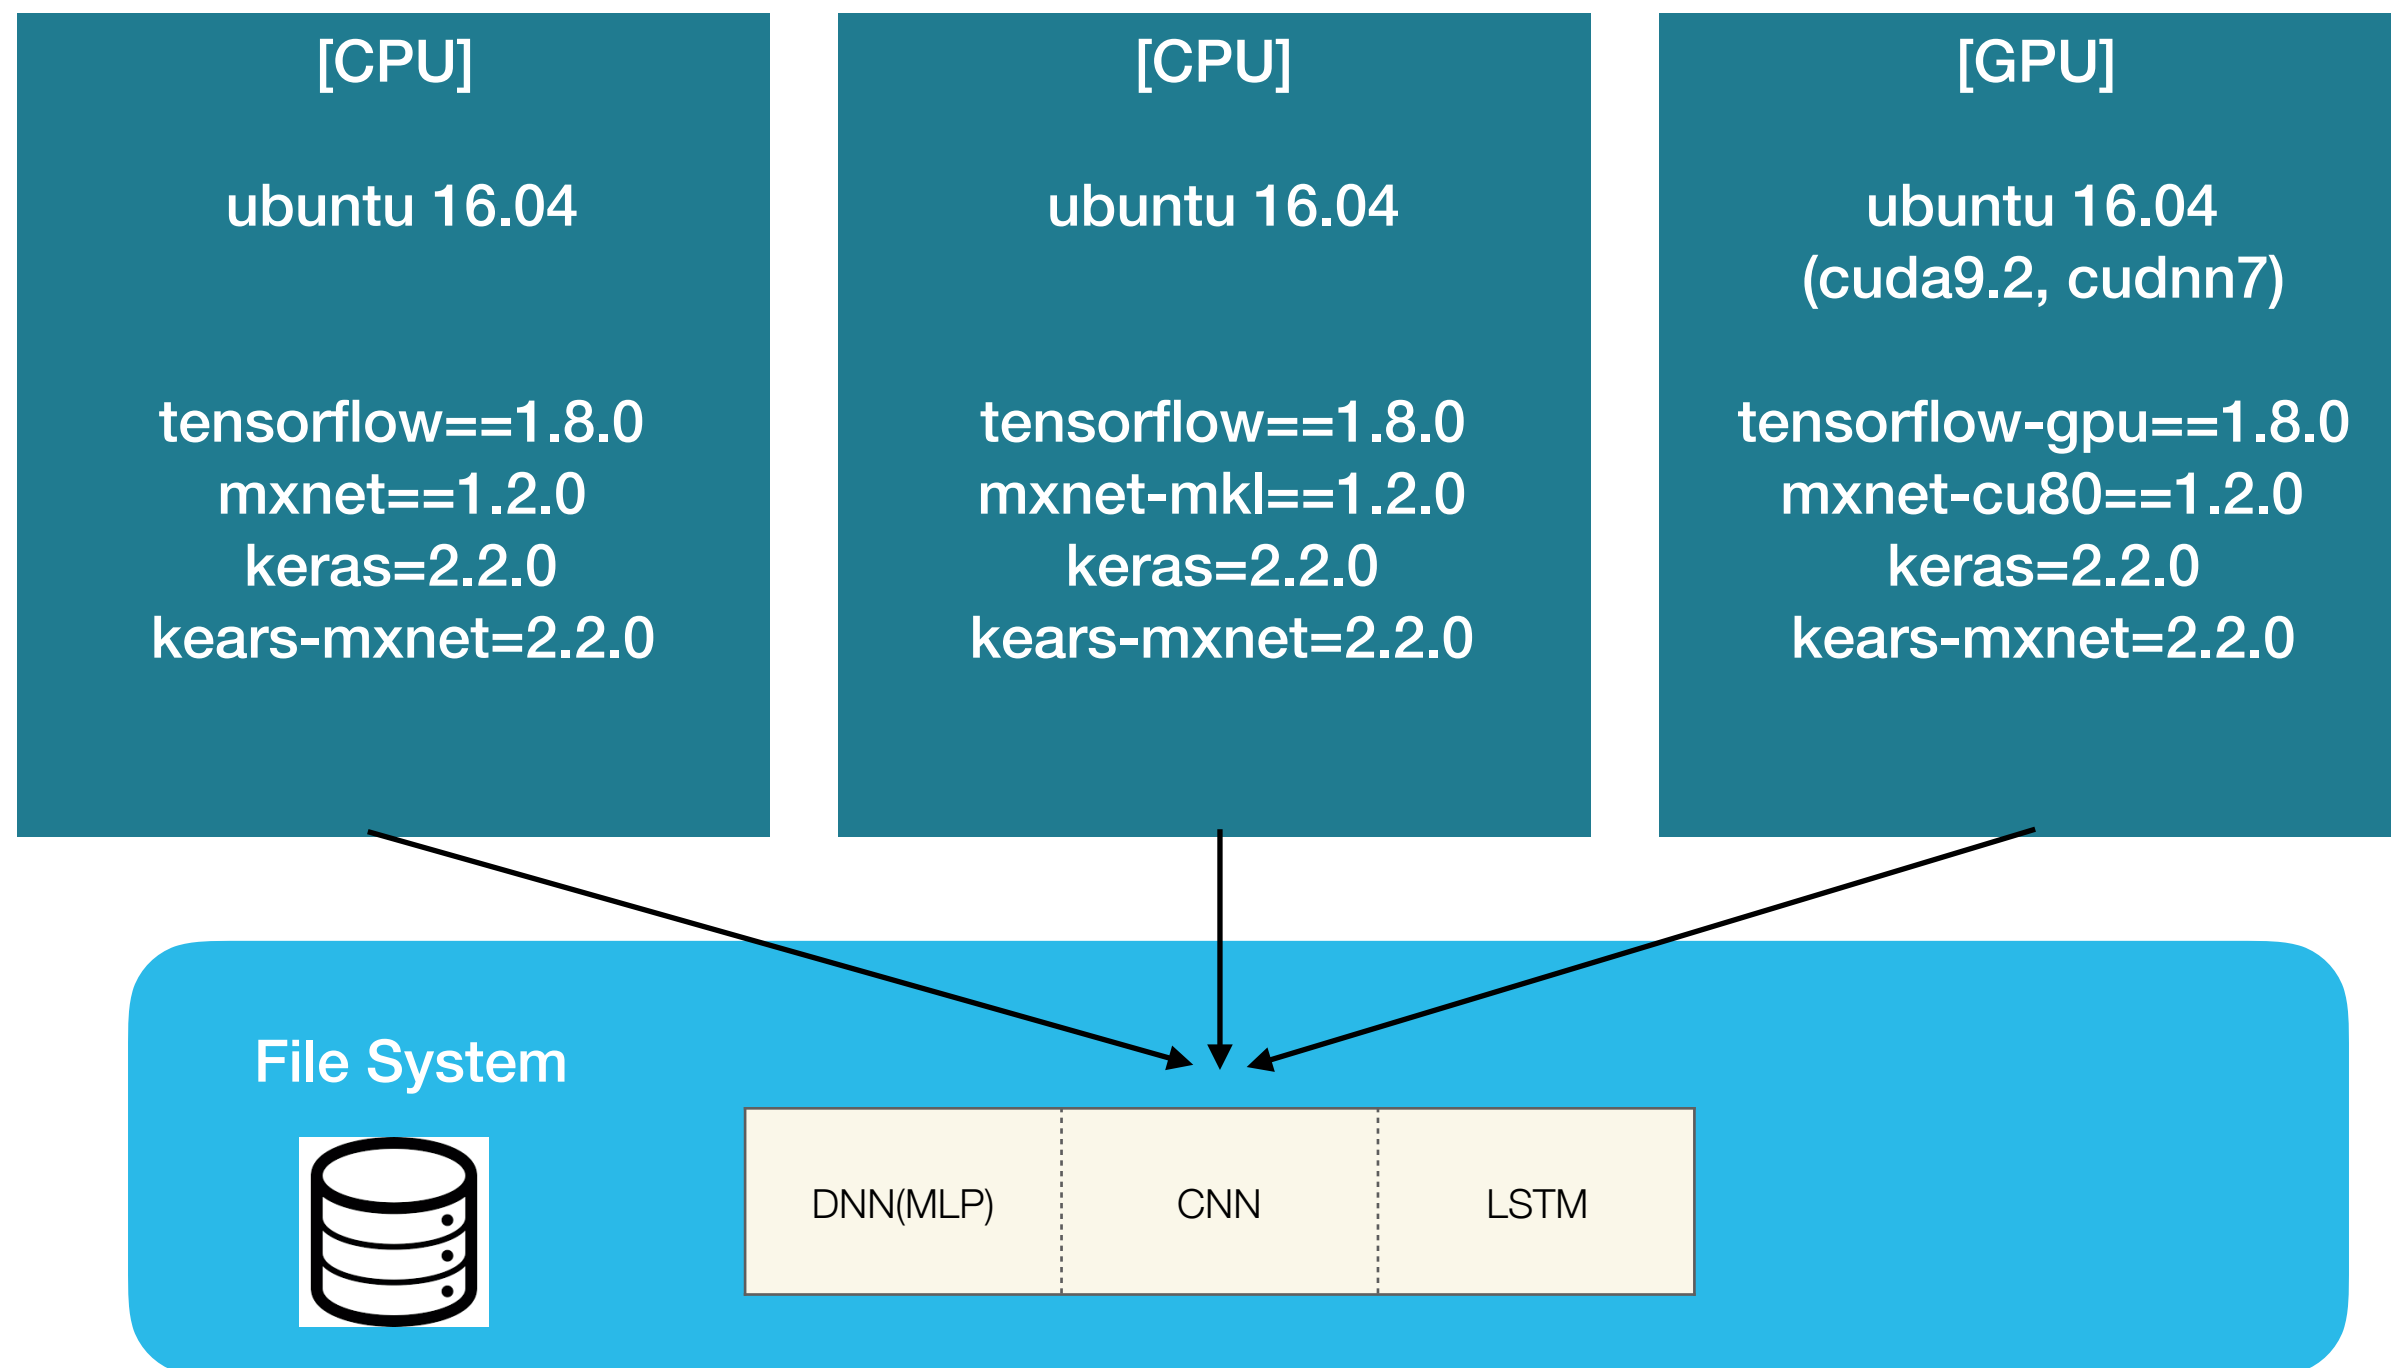 [CPU]
ubuntu 16.04
tensorflow==1.8.0
mxnet==1.2.0
keras=2.2.0
kears-mxnet=2.2.0
[CPU]
ubuntu 16.04
tensorflow==1.8.0
mxnet-mkl==1.2.0
keras=2.2.0
kears-mxnet=2.2.0
[GPU]
ubuntu 16.04
(cuda9.2, cudnn7)
tensorflow-gpu==1.8.0
mxnet-cu80==1.2.0
keras=2.2.0
kears-mxnet=2.2.0
File System
DNN(MLP)
CNN
LSTM